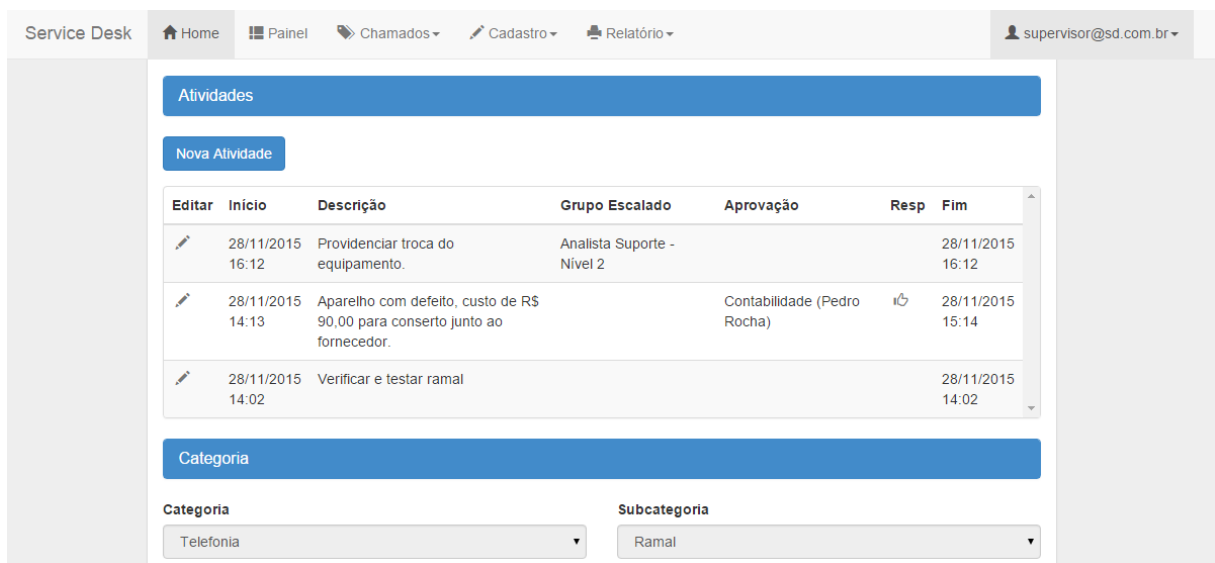 Service Desk Home Painel Chamados Cadastro Relatório supervisor@sd.com.br
Atividades
Nova Atividade
Editar Início Descrição Grupo Escalado Aprovação Resp Fim
28/11/2015 Providenciar troca do Analista Suporte - 28/11/2015
16:12 equipamento. Nível 2 16:12
28/11/2015 Aparelho com defeito, custo de R$ Contabilidade (Pedro 28/11/2015
14:13 90,00 para conserto junto ao Rocha) 15:14
fornecedor.
28/11/2015 Verificar e testar ramal 28/11/2015
14:02 14:02
Categoria
Categoria Subcategoria
Telefonia Ramal